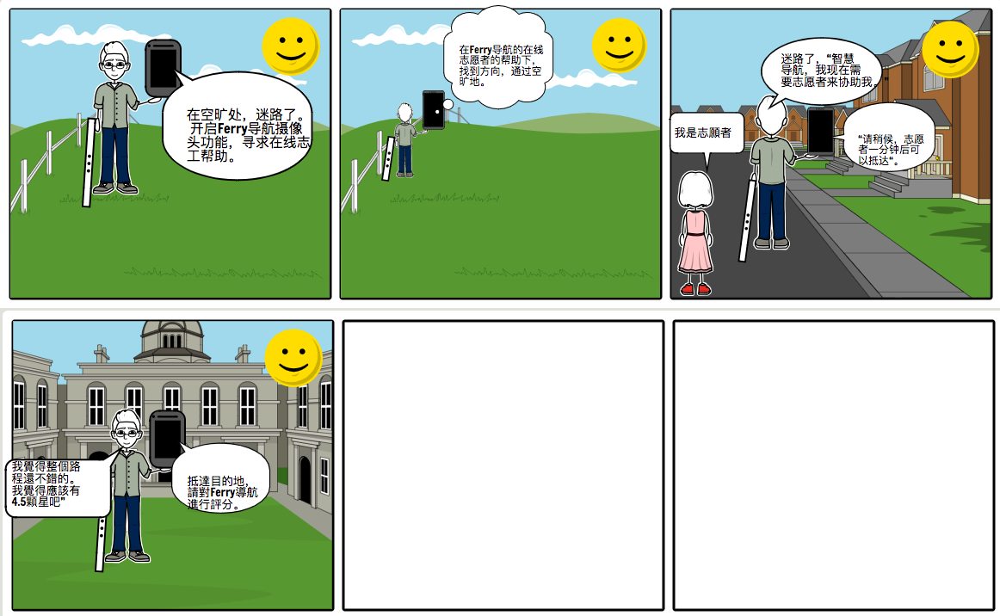 在空旷处，迷路了。
开启Ferry导航摄像
头功能，寻求在线志
工帮助。
在Ferry导航的在线
志愿者的帮助下，
找到方向，通过空
旷地。
迷路了，“智慧
导航，我现在需
要志愿者来协助我。”
我是志願者
“请稍候，志愿
者一分钟后可
以抵达“。
我覺得整個路
程還不錯的。
我覺得應該有
4.5顆星吧”
抵達目的地，
請對Ferry導航
進行評分。